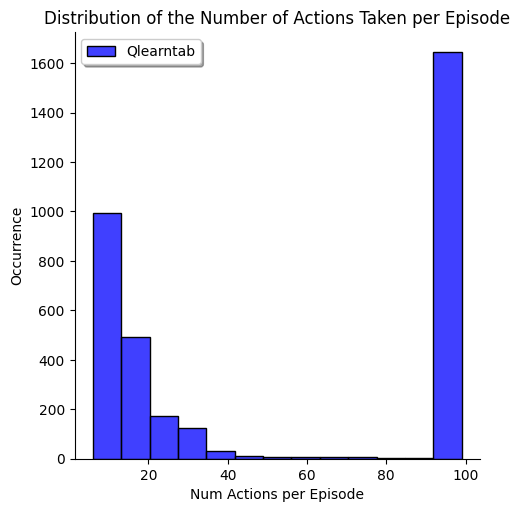 Distribution of the Number of Actions Taken per Episode
Qlearntab
1600
1400
1200
1000
800
600
400
200
0
Occurrence
20 40 60 80 100
Num Actions per Episode